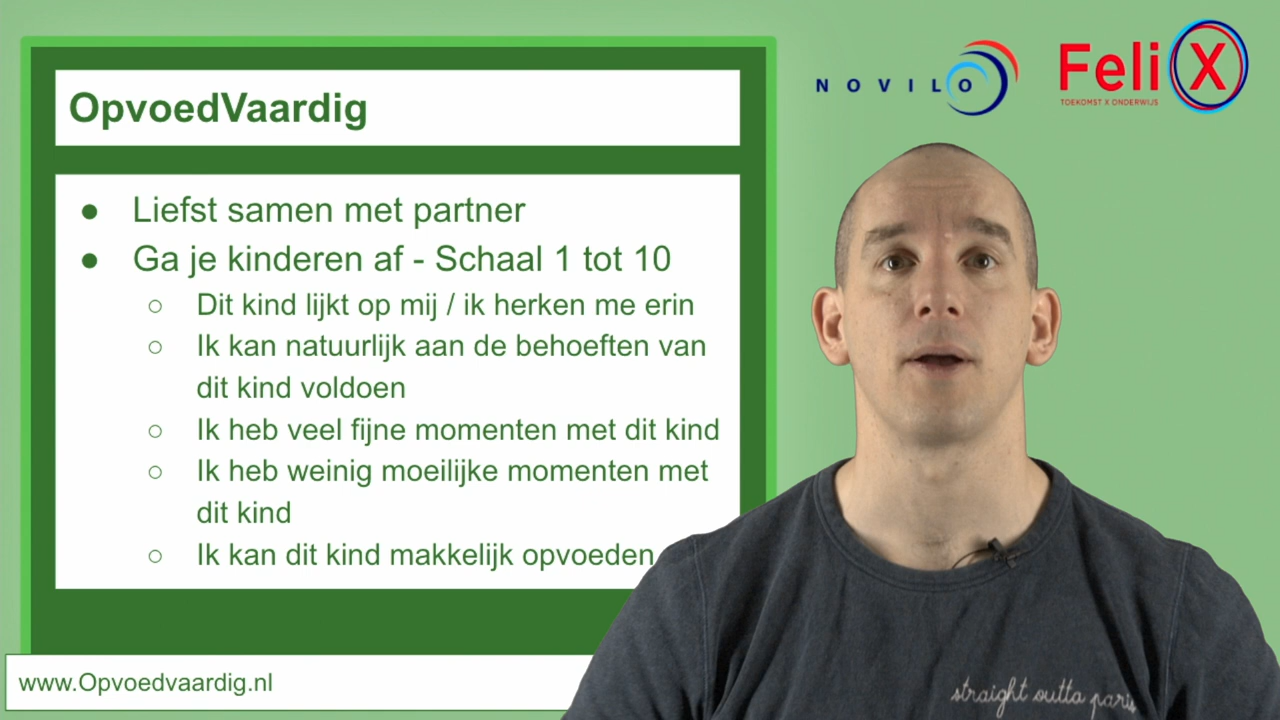 OpvoedVaardig
● Liefst samen met partner
● Ga je kinderen af - Schaal 1 tot 10
○ Dit kind lijkt op mij / ik herken me erin
○ Ik kan natuurlijk aan de behoeften van
dit kind voldoen
○ Ik heb veel fijne momenten met dit kind
○ Ik heb weinig moeilijke momenten met
dit kind
○ Ik kan dit kind makkelijk opvoeden
www.Opvoedvaardig.nl
NOVILO
FeliX
TOEKOMST X ONDERWIJS
straight outta paris